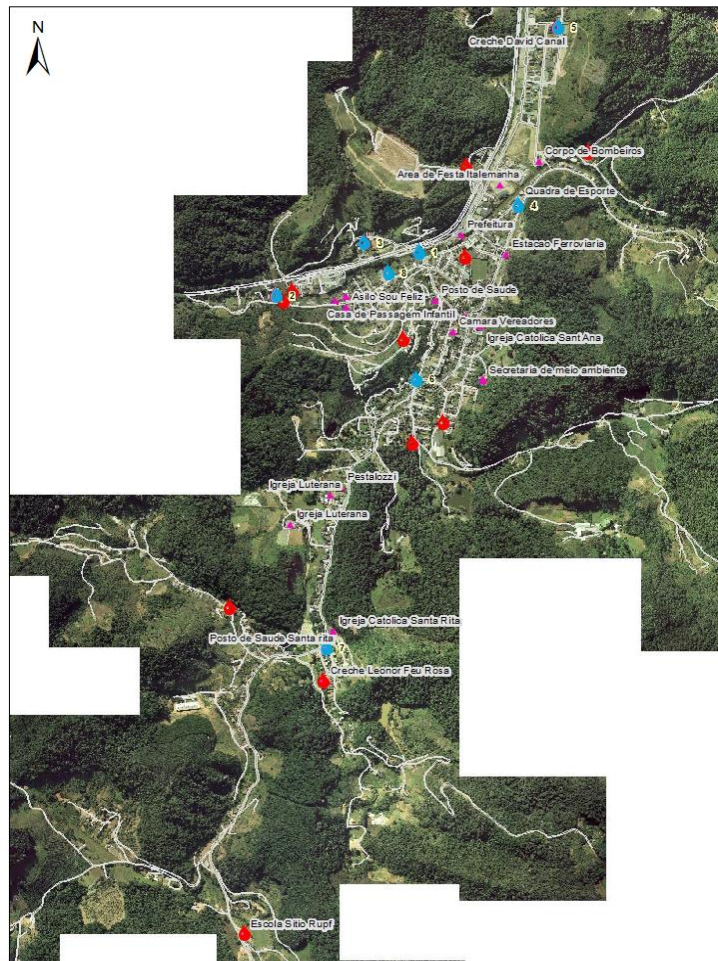 N
5
Creche David Canal
Corpo de Bombeiros
Area de Festa Italemanha
Quadra de Esporte
4
Prefeitura
3
1
Estacao Ferroviaria
2
Asilo Sou Feliz
Posto de Saude
Casa de Passagem Infantil
Camara Vereadores
Igreja Catolica Sant'Ana
Secretaria de meio ambiente
6
Pestalozzi
Igreja Luterana
Igreja Luterana
Igreja Catolica Santa Rita
Posto de Saude Santa rita
Creche Leonor Feu Rosa
Escola Sitio Rupf